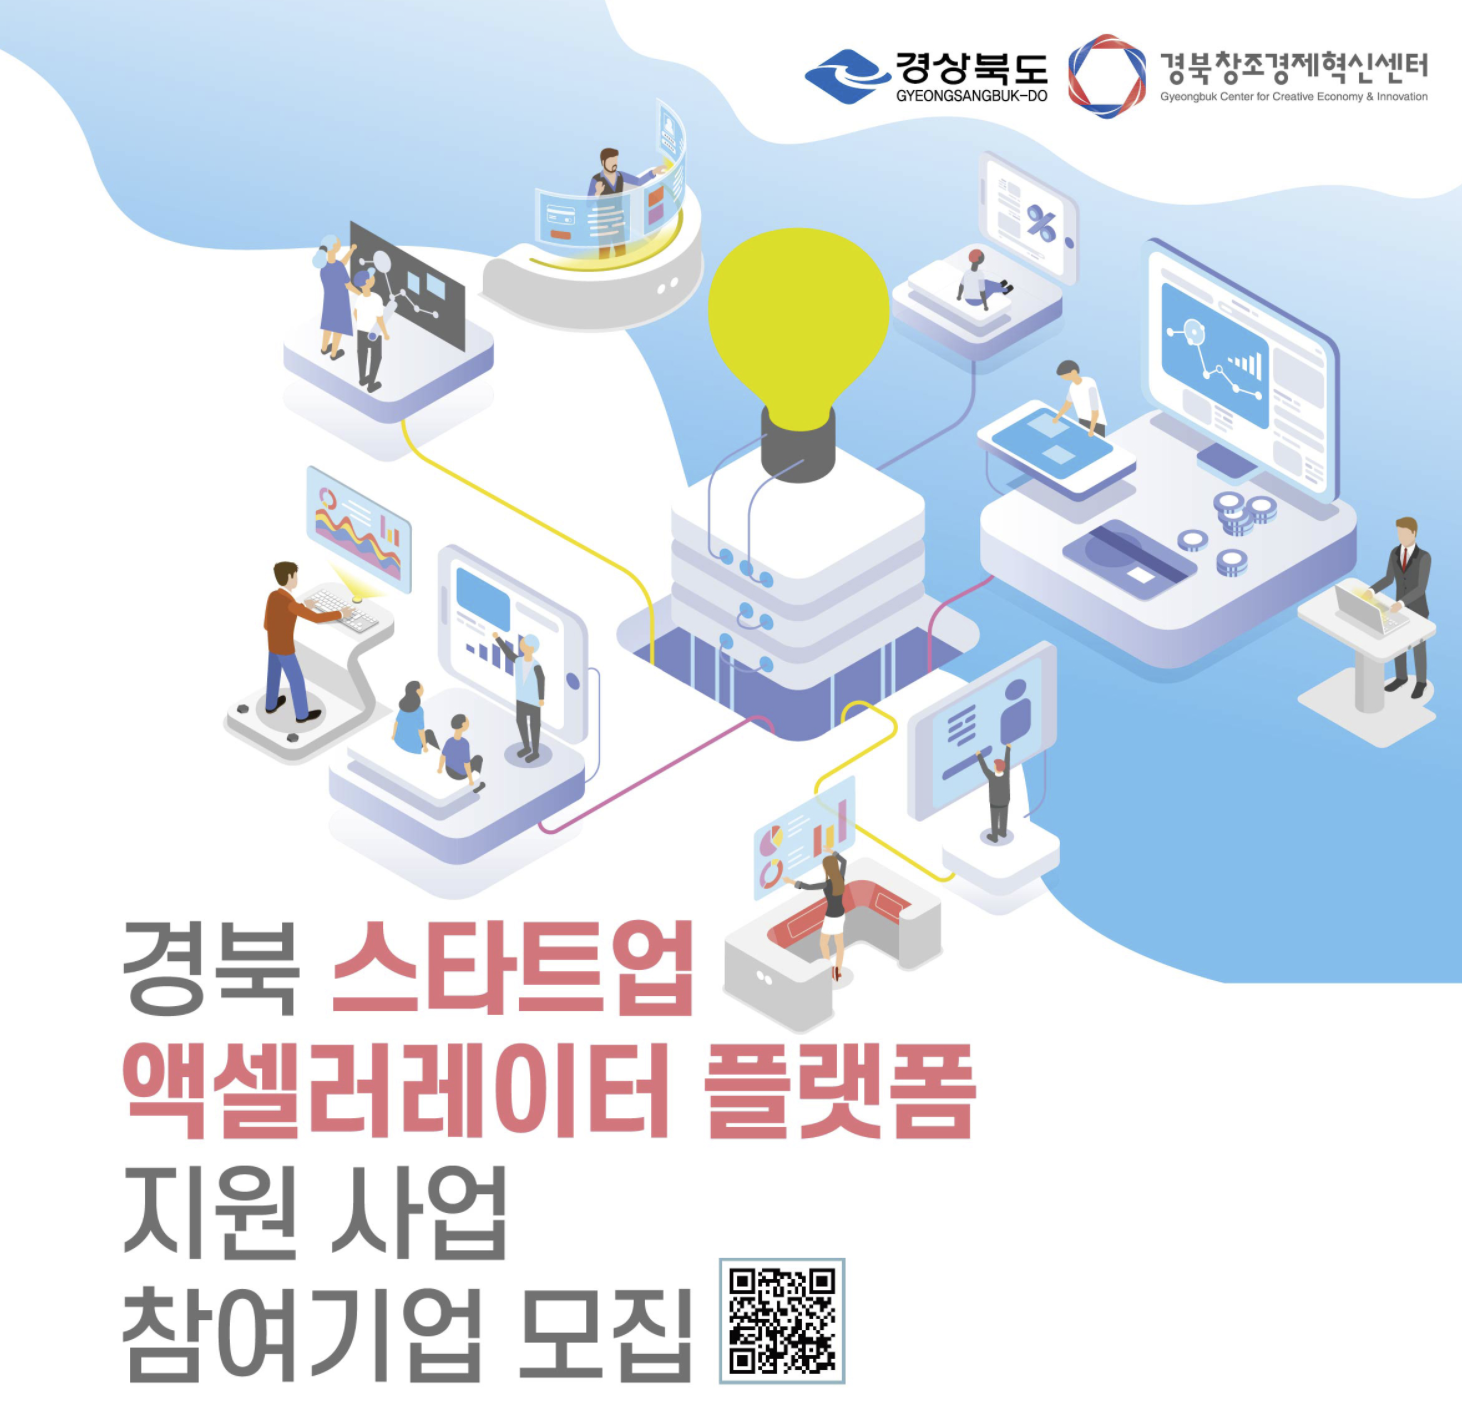 경상북도
GYEONGSANGBUK-DO
경북창조경제혁신센터
Gyeongbuk Center for Creative Economy & Innovation
경북 스타트업
액셀러레이터 플랫폼
지원 사업
참여기업 모집